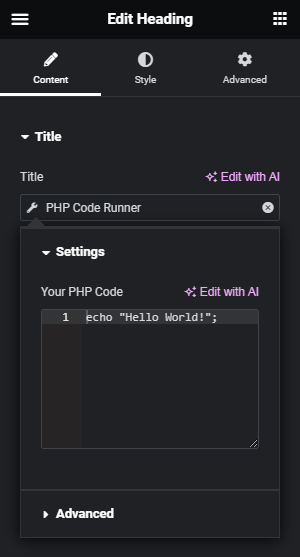 Edit Heading
Content
Style
Advanced
Title
Title
Edit with AI
PHP Code Runner
Settings
Your PHP Code
Edit with AI
1 echo "Hello World!";
Advanced